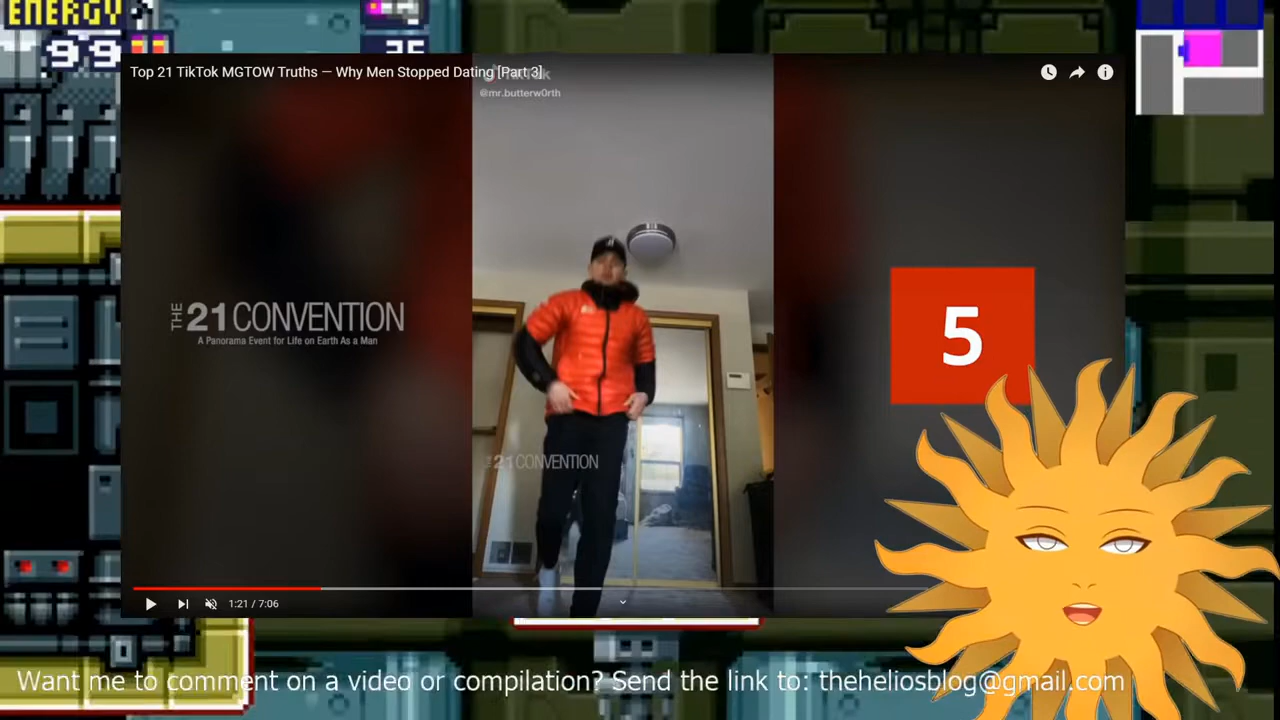 ENERGY
99
35
Top 21 TikTok MGTOW Truths — Why Men Stopped Dating [Part 3]
@mr.butterw0rth
THE 21 CONVENTION
A Panorama Event for Life on Earth As a Man
5
21 CONVENTION
1:21 / 7:06
Want me to comment on a video or compilation? Send the link to: theheliosblog@gmail.com